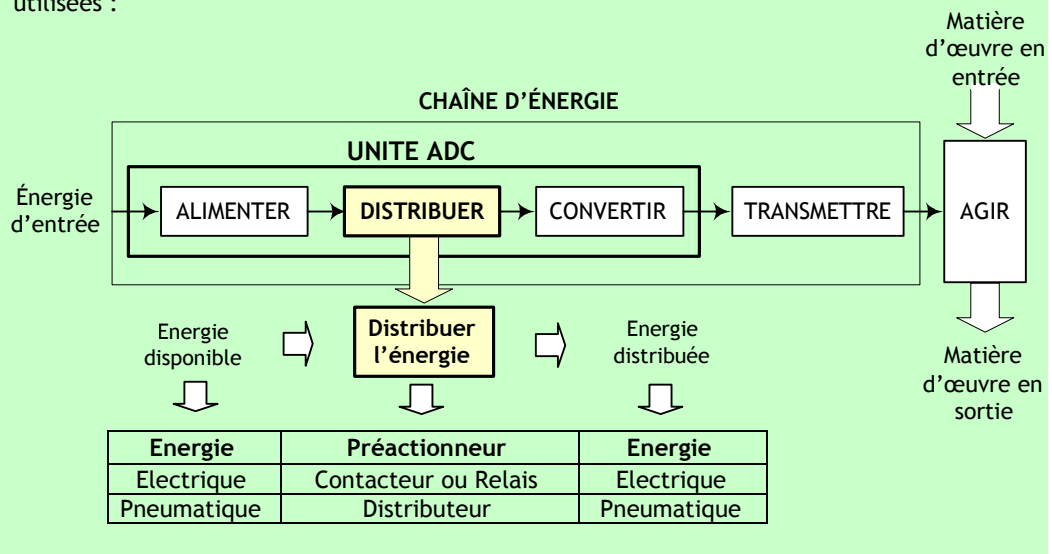 utilisées :
Matière
d'œuvre en
entrée
CHAÎNE D'ÉNERGIE
UNITE ADC
Énergie
d'entrée
ALIMENTER
DISTRIBUER
CONVERTIR
TRANSMETTRE
AGIR
Energie
disponible
Distribuer
l'énergie
Energie
distribuée
Matière
d'œuvre en
sortie
Energie Préactionneur Energie
Electrique Contacteur ou Relais Electrique
Pneumatique Distributeur Pneumatique